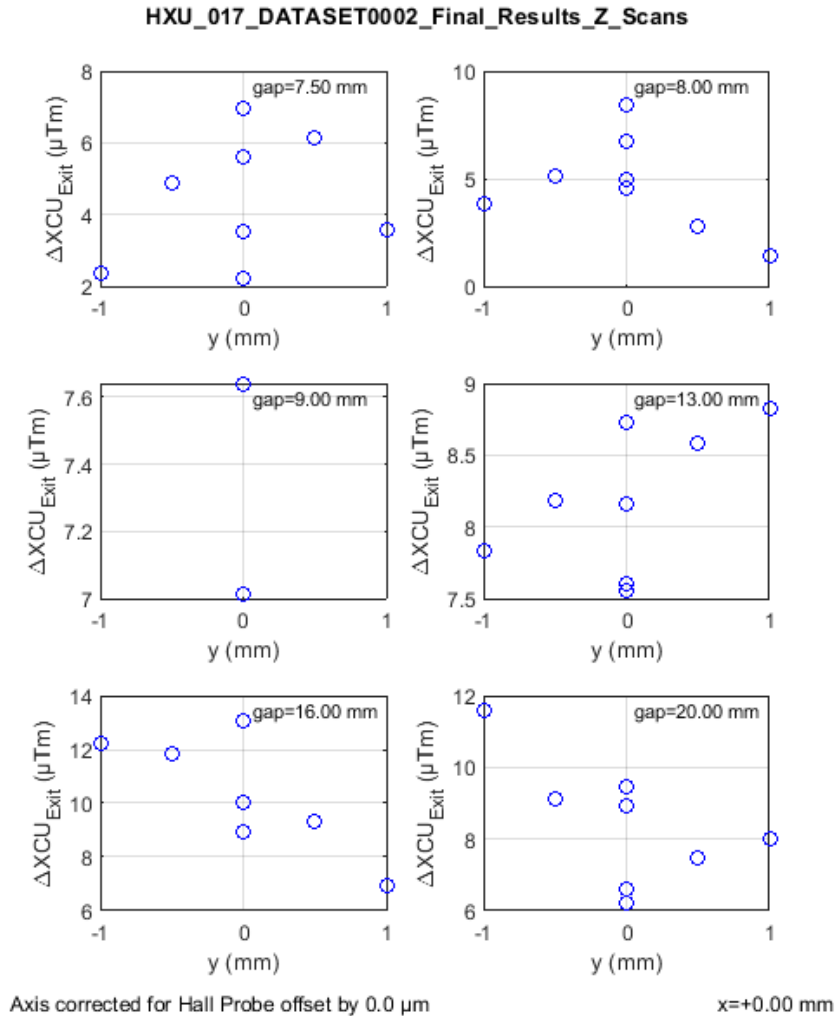 HXU_017_DATASET0002_Final_Results_Z_Scans
8
6
4
2
-1
0
1
ΔXCU_Exit (µTm)
y (mm)
gap=7.50 mm
10
5
0
-1
0
1
ΔXCU_Exit (µTm)
y (mm)
gap=8.00 mm
7.6
7.4
7.2
7
-1
0
1
ΔXCU_Exit (µTm)
y (mm)
gap=9.00 mm
9
8.5
8
7.5
-1
0
1
ΔXCU_Exit (µTm)
y (mm)
gap=13.00 mm
14
12
10
8
6
-1
0
1
ΔXCU_Exit (µTm)
y (mm)
gap=16.00 mm
12
10
8
6
-1
0
1
ΔXCU_Exit (µTm)
y (mm)
gap=20.00 mm
Axis corrected for Hall Probe offset by 0.0 µm
x=+0.00 mm